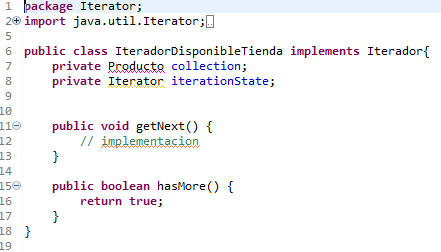 1 package Iterator;
2 import java.util.Iterator;
5
6 public class IteradorDisponibleTienda implements Iterador{
7 private Producto collection;
8 private Iterator iterationState;
9
10
11 public void getNext() {
12 // implementacion
13 }
14
15 public boolean hasMore() {
16 return true;
17 }
18 }
19